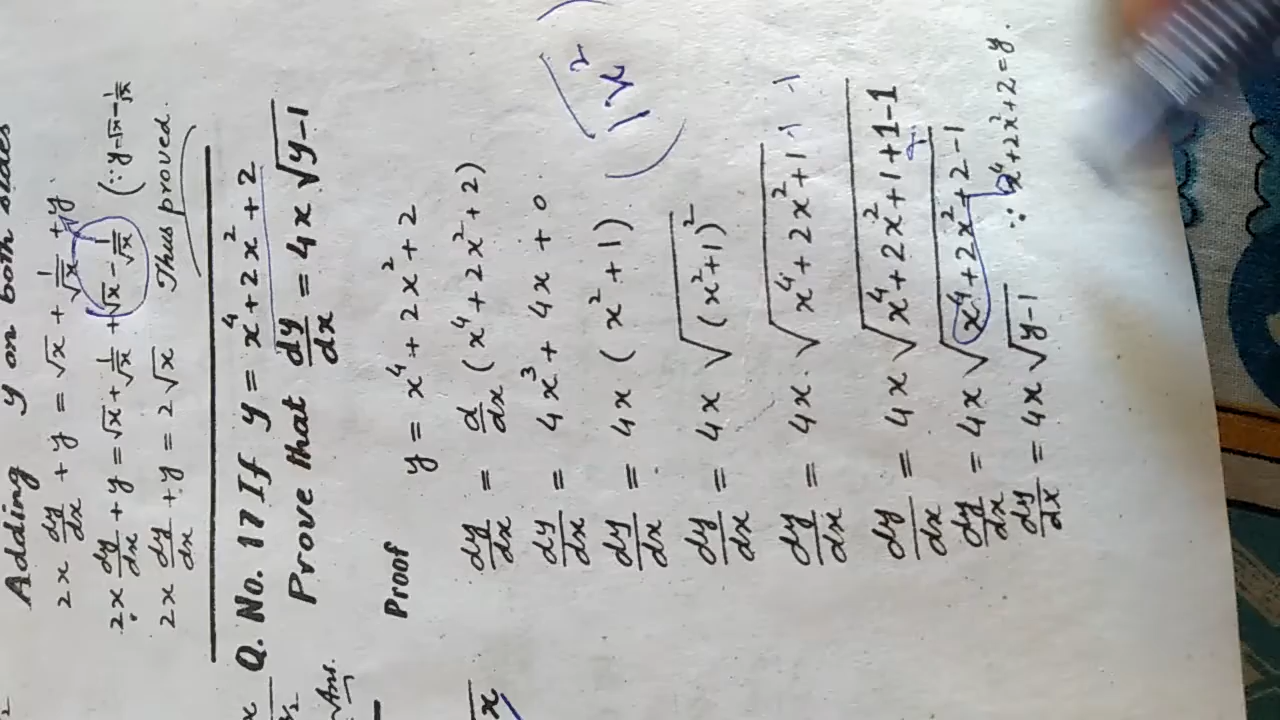 Adding y on both sides
2x dy/dx + y = √x + 1/√x + y
2x dy/dx + y = √x + 1/√x + √x - 1/√x (∵ y = √x - 1/√x
2x dy/dx + y = 2√x Thus proved.
Q. No. 17 If y = x⁴ + 2x² + 2
Prove that dy/dx = 4x √(y-1)
Proof
y = x⁴ + 2x² + 2
dy/dx = d/dx (x⁴ + 2x² + 2)
dy/dx = 4x³ + 4x + 0
dy/dx = 4x (x² + 1)
dy/dx = 4x √((x²+1)²)
dy/dx = 4x. √(x⁴ + 2x² + 1
dy/dx = 4x √(x⁴ + 2x² + 1 + 1 - 1
dy/dx = 4x √(x⁴ + 2x² + 2 - 1
dy/dx = 4x √(y-1) ∵ x⁴ + 2x² + 2 = y.
Ans.
x